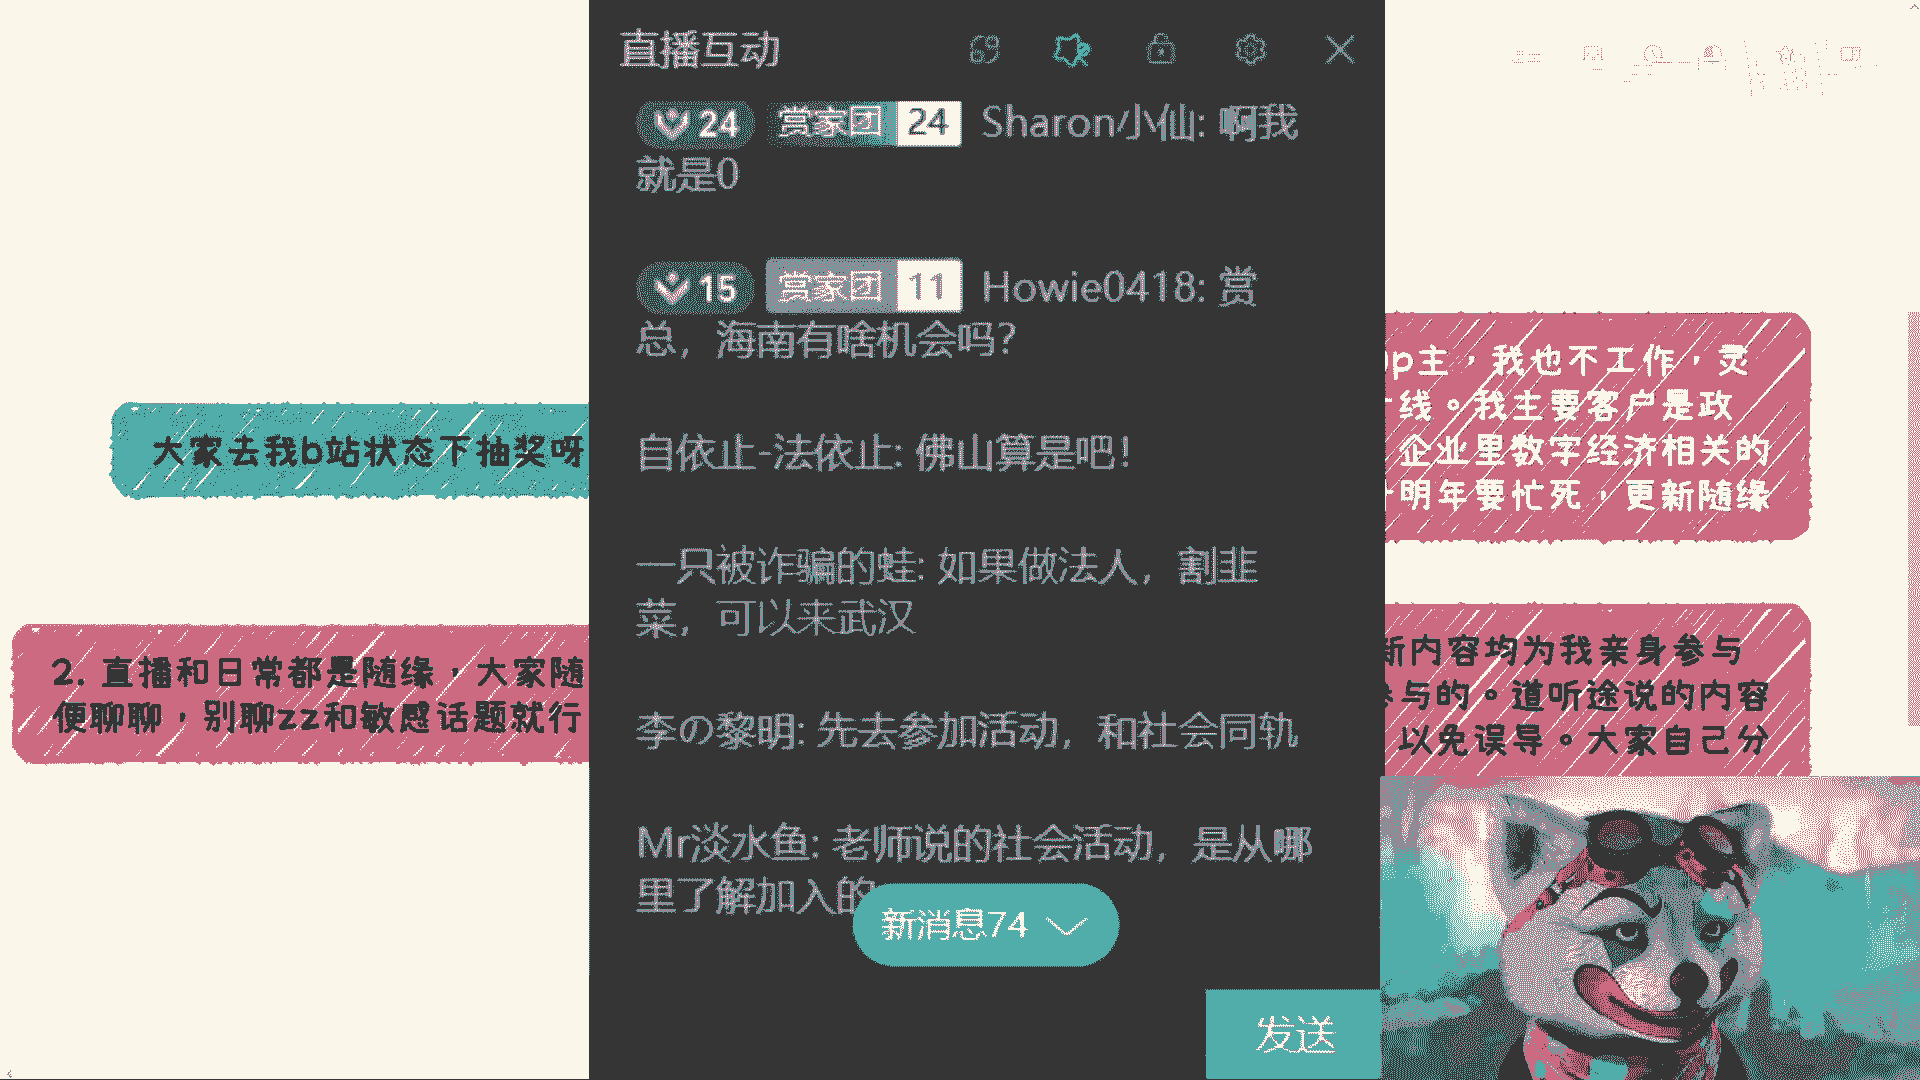 直播互动
69
24 赏家团 24 Sharon小仙: 啊我
就是0
15 赏家团 11 Howie0418: 赏
总，海南有啥机会吗？
自依止-法依止: 佛山算是吧！
一只被诈骗的蛙: 如果做法人，割韭
菜，可以来武汉
李の黎明: 先去参加活动，和社会同轨
Mr淡水鱼: 老师说的社会活动，是从哪
里了解加入的
新消息74
发送
大家去我b站状态下抽奖呀
2. 直播和日常都是随缘，大家随
便聊聊，别聊zz和敏感话题就行
p主，我也不工作，灵
线。我主要客户是政
企业里数字经济相关的
明年要忙死，更新随缘
新内容均为我亲身参与
参与的。道听途说的内容
以免误导。大家自己分